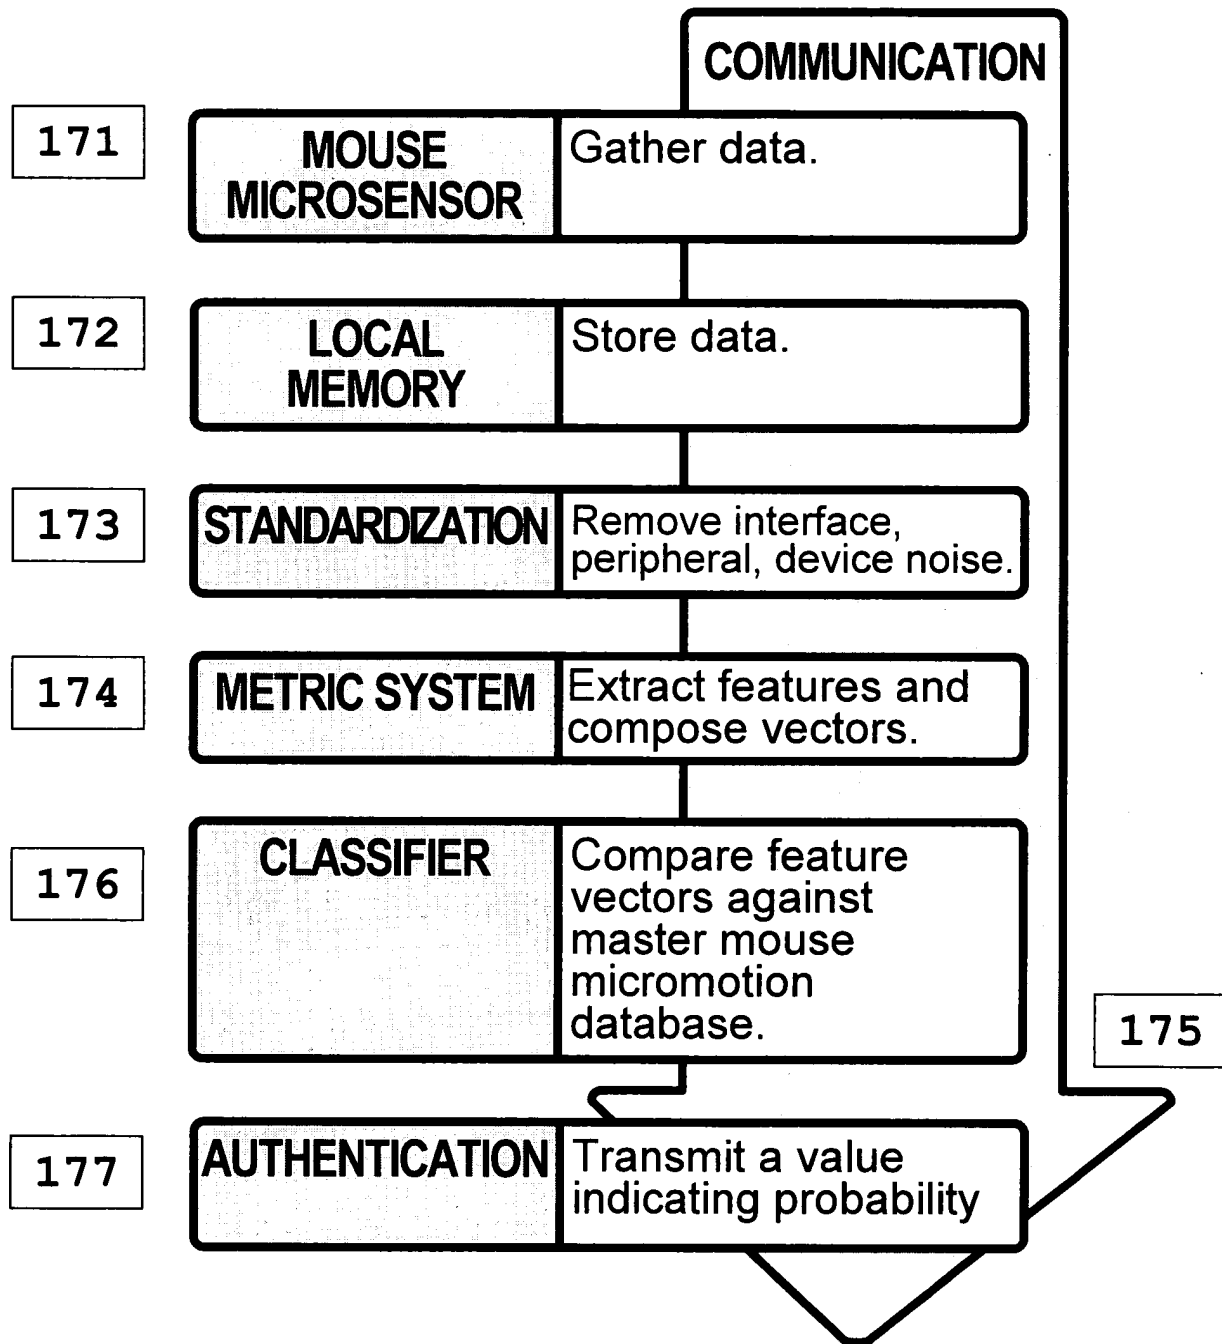 COMMUNICATION
171
MOUSE
MICROSENSOR
Gather data.
172
LOCAL
MEMORY
Store data.
173
STANDARDIZATION
Remove interface,
peripheral, device noise.
174
METRIC SYSTEM
Extract features and
compose vectors.
176
CLASSIFIER
Compare feature
vectors against
master mouse
micromotion
database.
175
177
AUTHENTICATION
Transmit a value
indicating probability